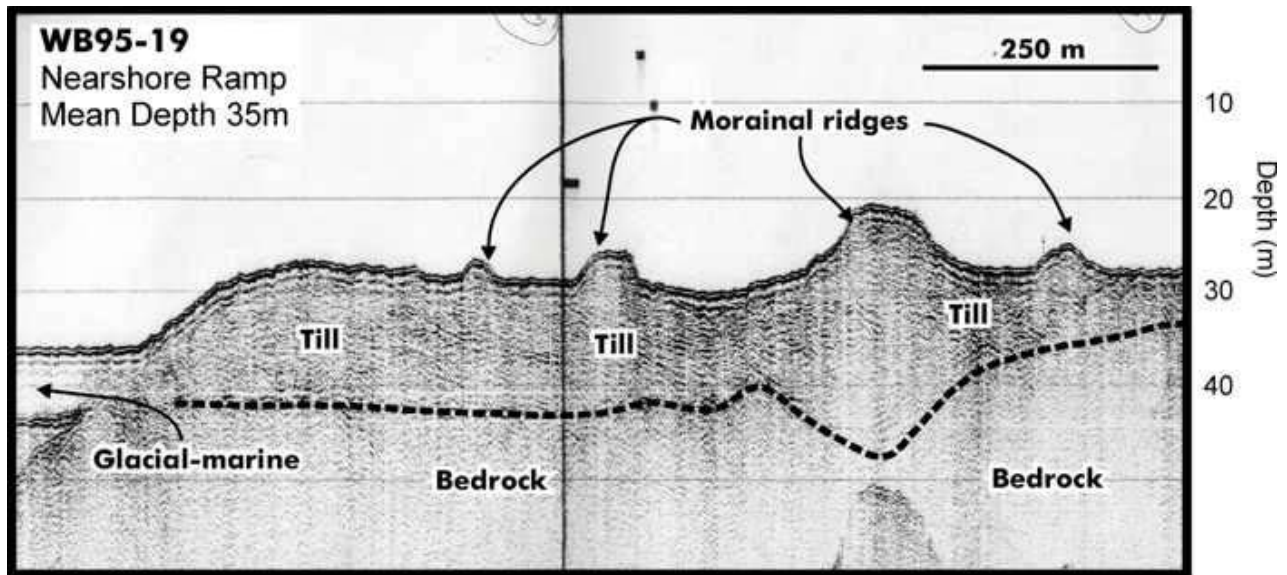 WB95-19
Nearshore Ramp
Mean Depth 35m
250 m
10
Morainal ridges
20
Depth (m)
30
Till
Till
Till
40
Glacial-marine
Bedrock
Bedrock